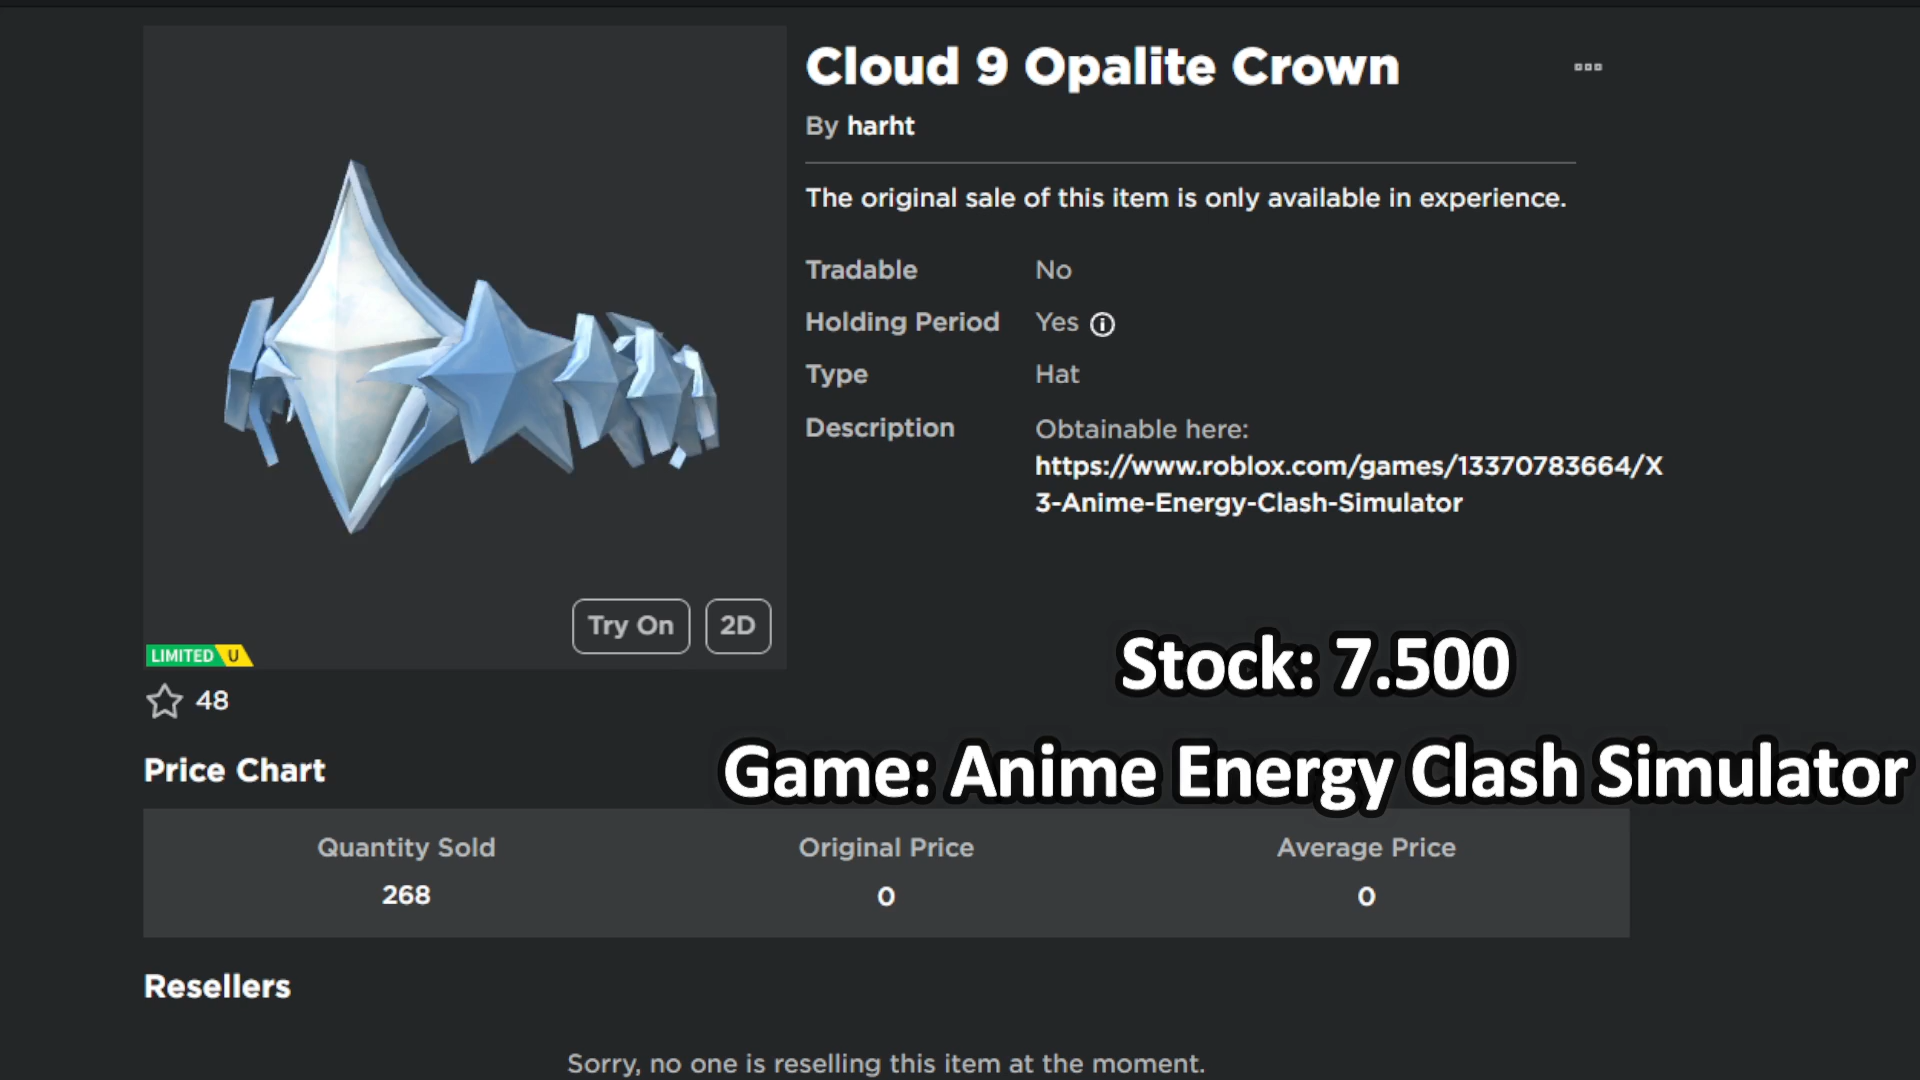 Cloud 9 Opalite Crown
By harht
The original sale of this item is only available in experience.
Tradable No
Holding Period Yes
Type Hat
Description Obtainable here:
https://www.roblox.com/games/13370783664/X
3-Anime-Energy-Clash-Simulator
Try On 2D
LIMITED U
48
Stock: 7.500
Game: Anime Energy Clash Simulator
Price Chart
Quantity Sold Original Price Average Price
268 0 0
Resellers
Sorry, no one is reselling this item at the moment.